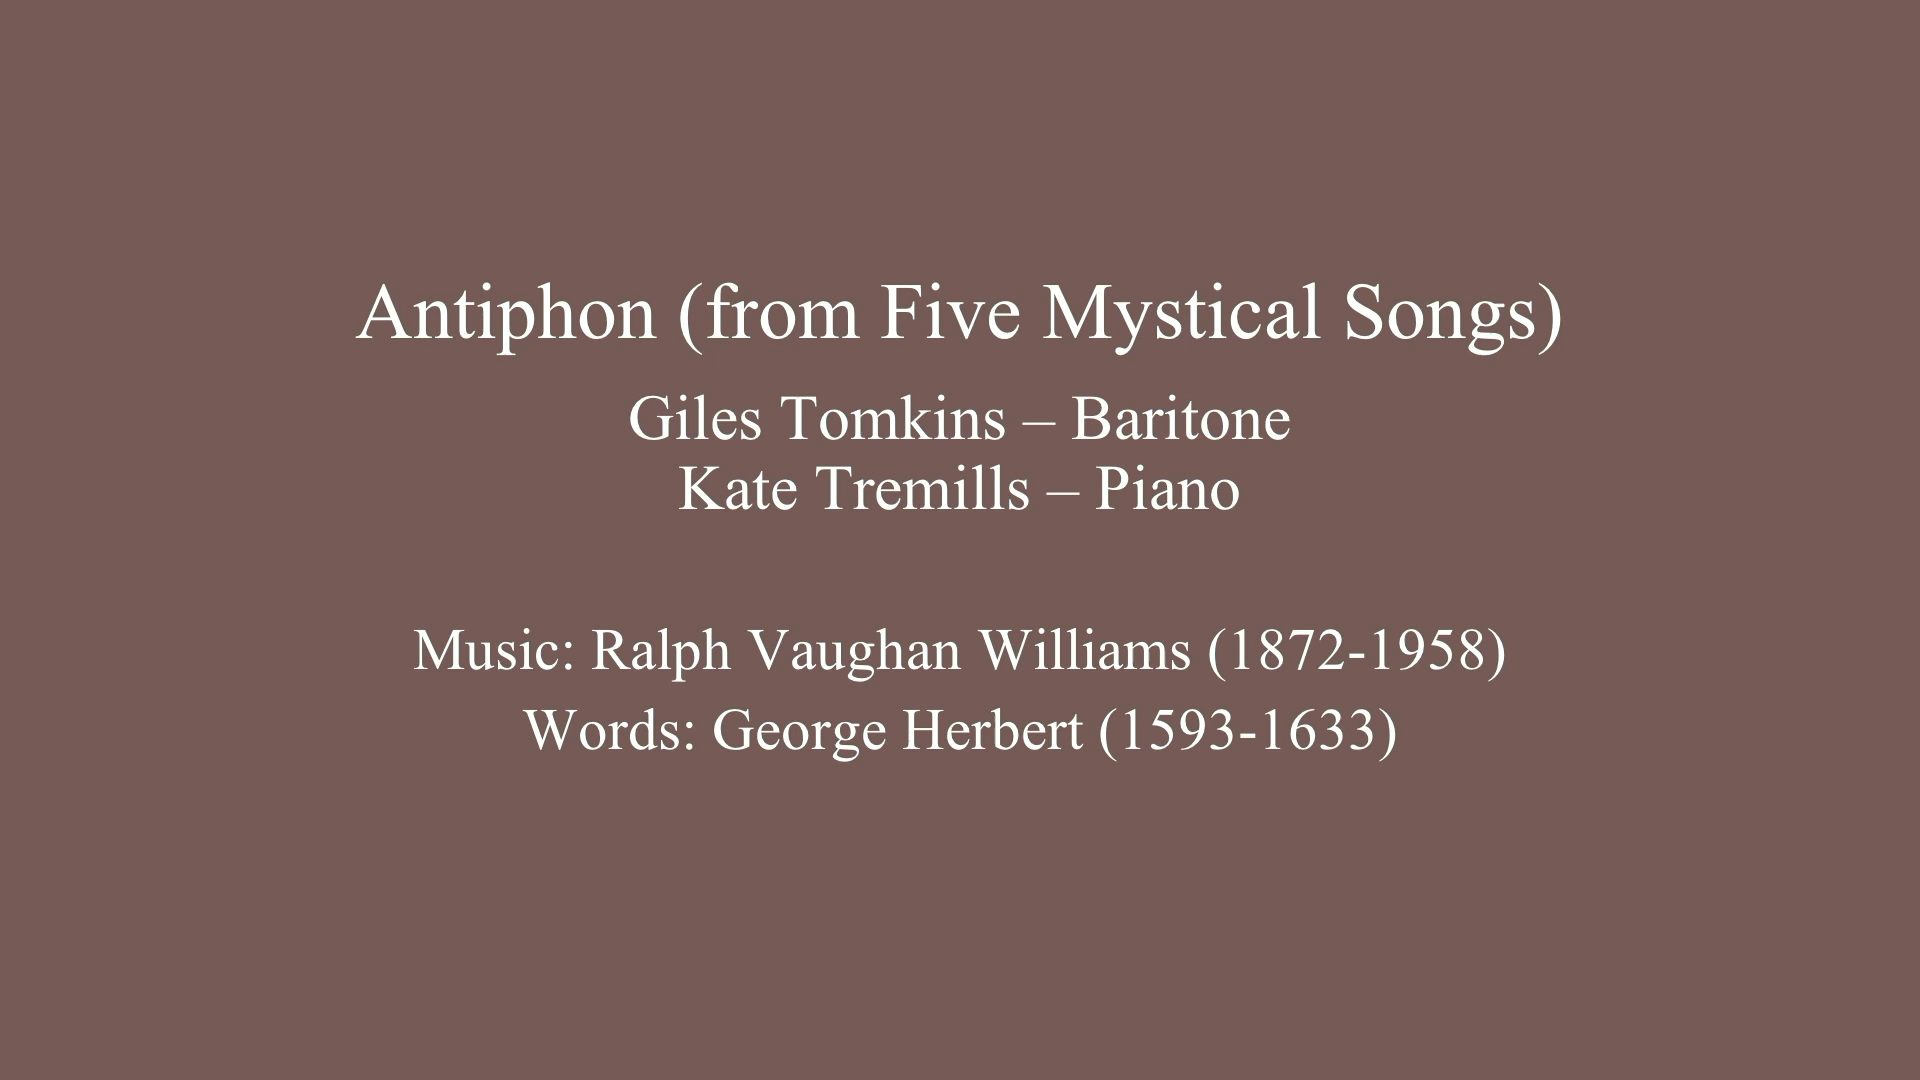 Antiphon (from Five Mystical Songs)
Giles Tomkins – Baritone
Kate Tremills – Piano
Music: Ralph Vaughan Williams (1872-1958)
Words: George Herbert (1593-1633)